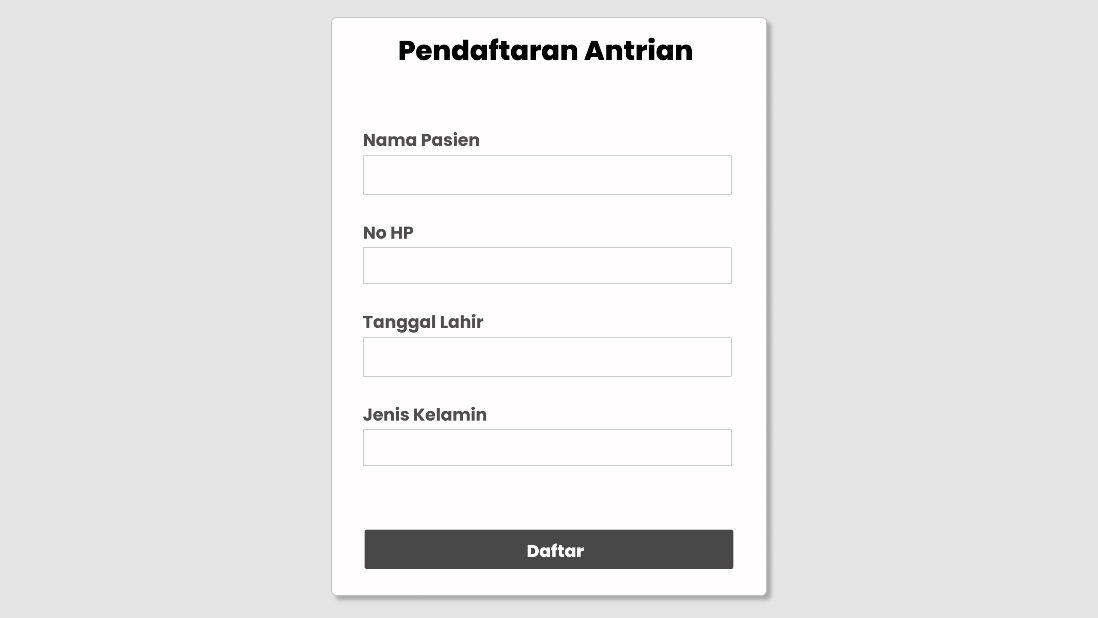 Pendaftaran Antrian
Nama Pasien
No HP
Tanggal Lahir
Jenis Kelamin
Daftar